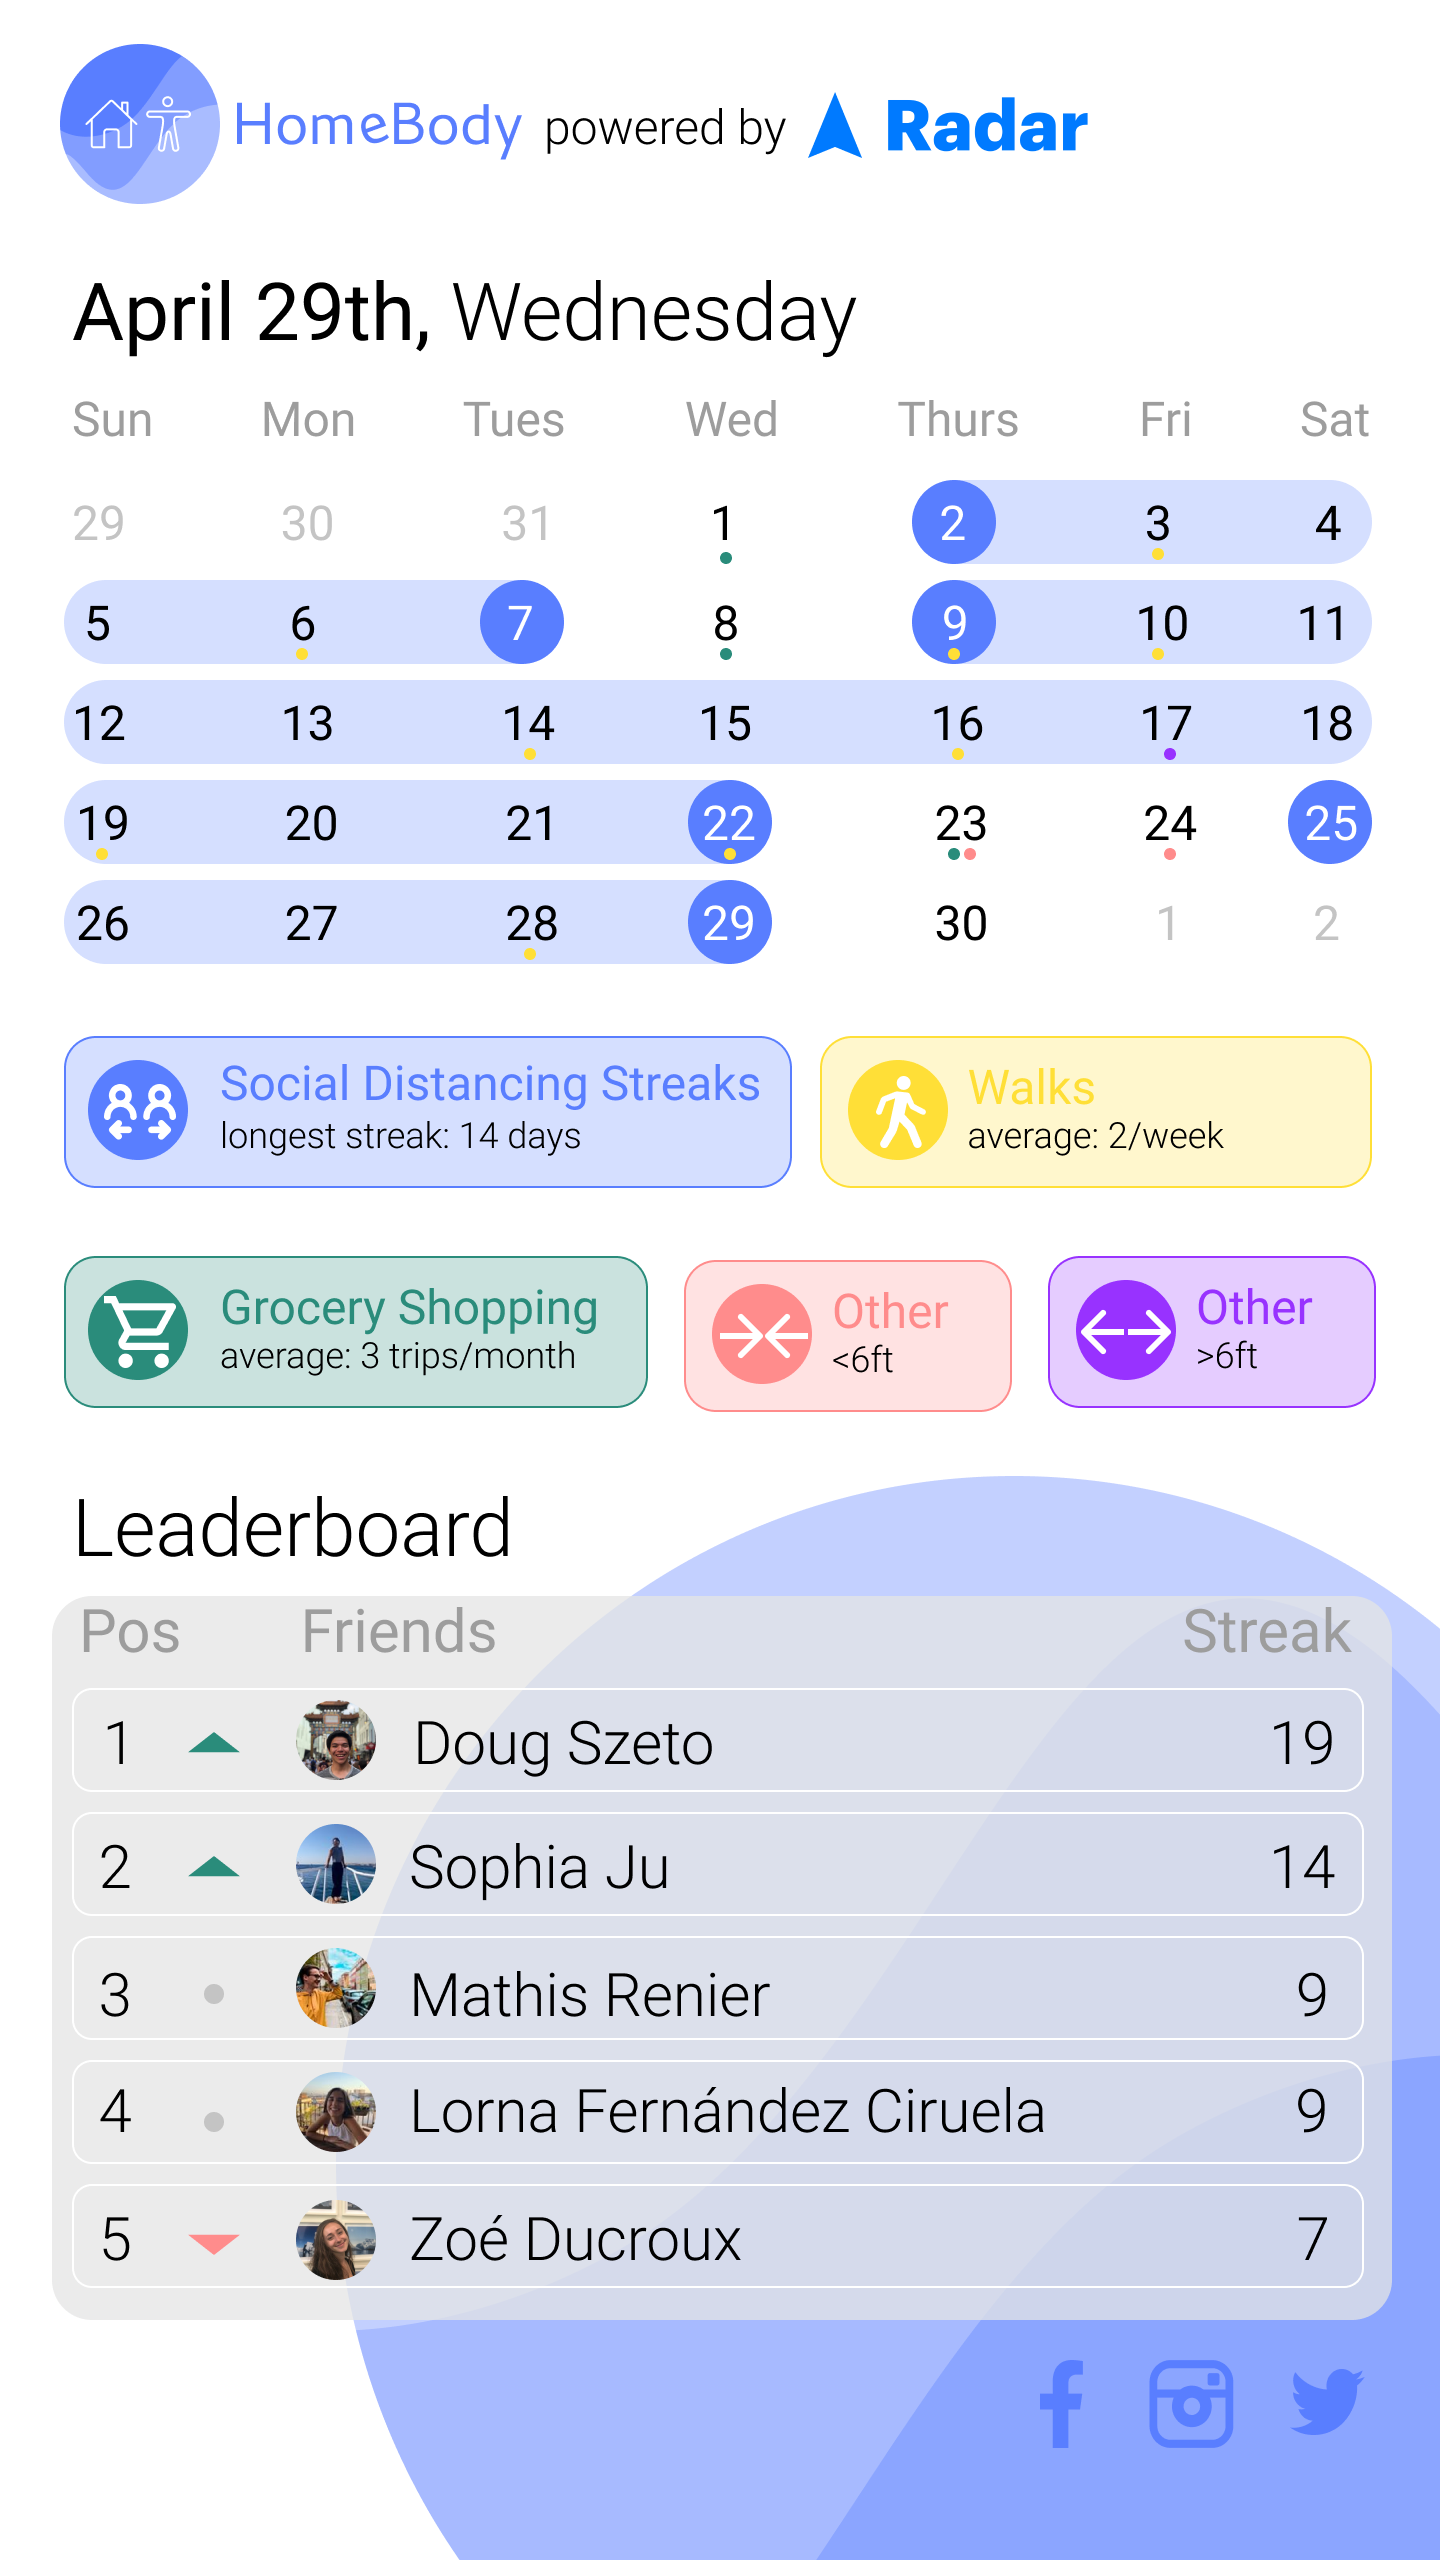 HomeBody powered by Radar
April 29th, Wednesday
Sun Mon Tues Wed Thurs Fri Sat
29 30 31 1 2 3 4
5 6 7 8 9 10 11
12 13 14 15 16 17 18
19 20 21 22 23 24 25
26 27 28 29 30 1 2
Social Distancing Streaks
longest streak: 14 days
Walks
average: 2/week
Grocery Shopping
average: 3 trips/month
Other
<6ft
Other
>6ft
Leaderboard
Pos Friends Streak
1 Doug Szeto 19
2 Sophia Ju 14
3 Mathis Renier 9
4 Lorna Fernández Ciruela 9
5 Zoé Ducroux 7